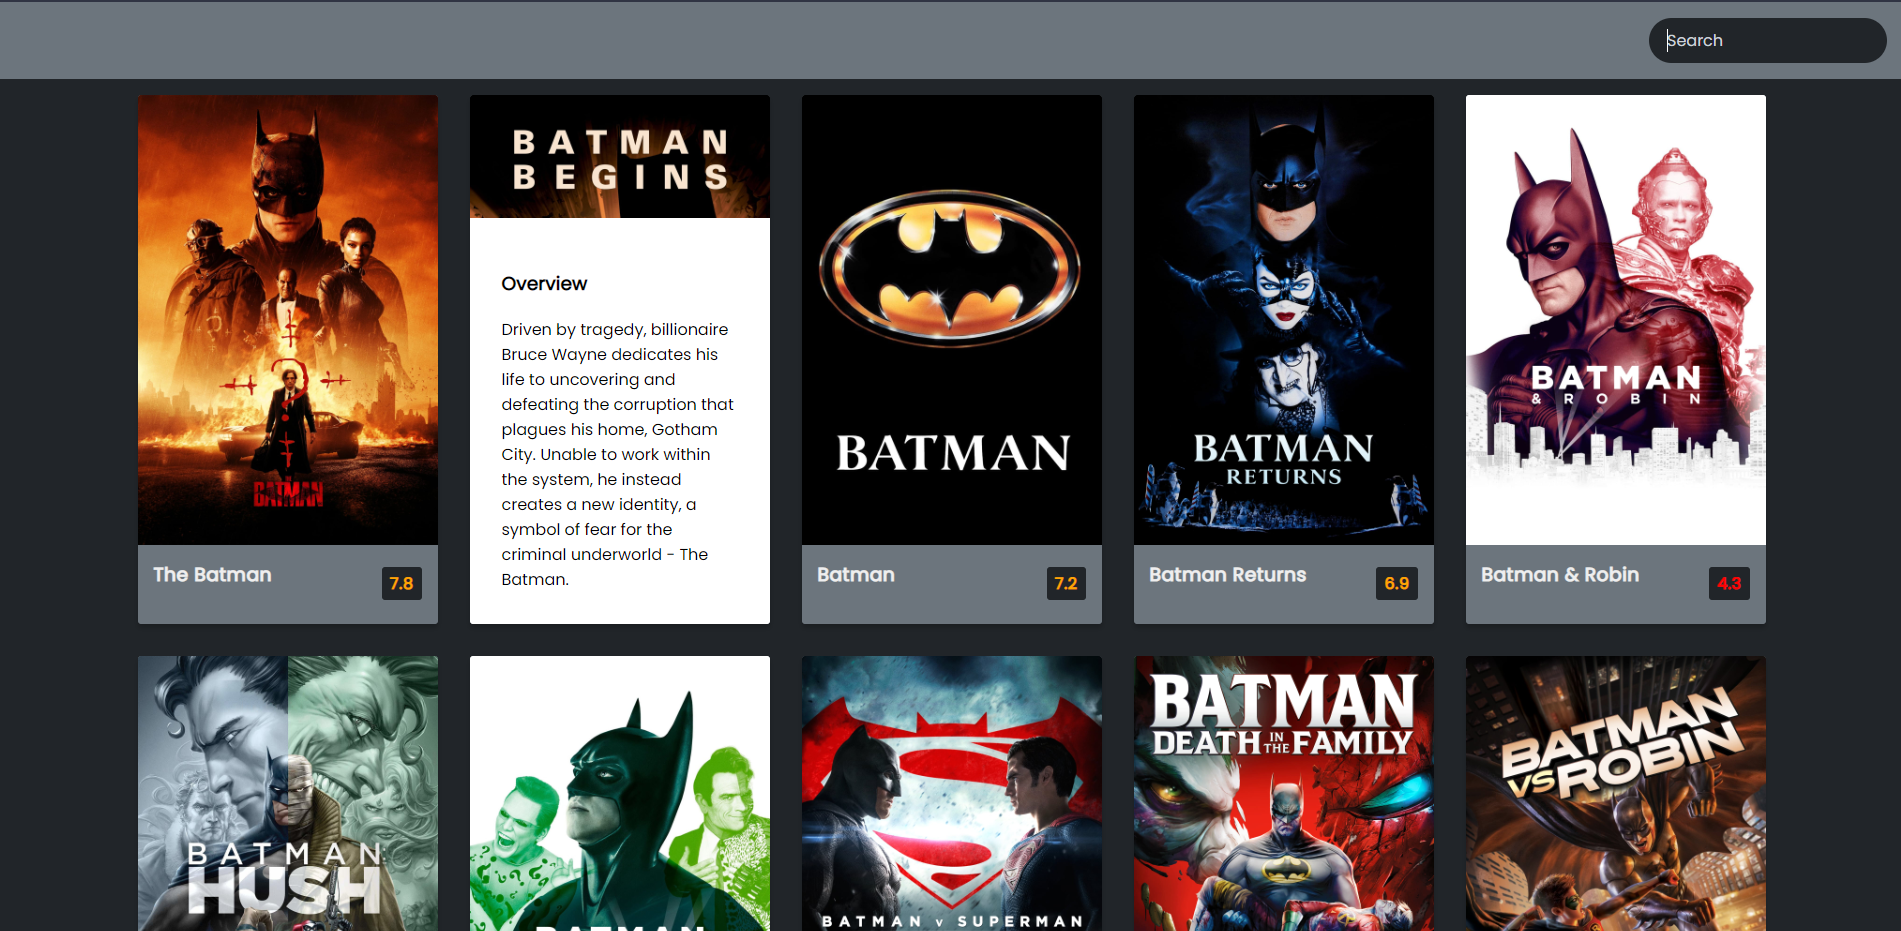 Search
BATMAN
BATMAN
BEGINS
Overview
Driven by tragedy, billionaire
Bruce Wayne dedicates his
life to uncovering and
defeating the corruption that
plagues his home, Gotham
City. Unable to work within
the system, he instead
creates a new identity, a
symbol of fear for the
criminal underworld - The
Batman.
BATMAN
BATMAN
RETURNS
BATMAN
& ROBIN
The Batman
7.8
Batman
7.2
Batman Returns
6.9
Batman & Robin
4.3
BATMAN
HUSH
BATMAN v SUPERMAN
BATMAN
DEATH IN THE FAMILY
BATMAN
VS ROBIN